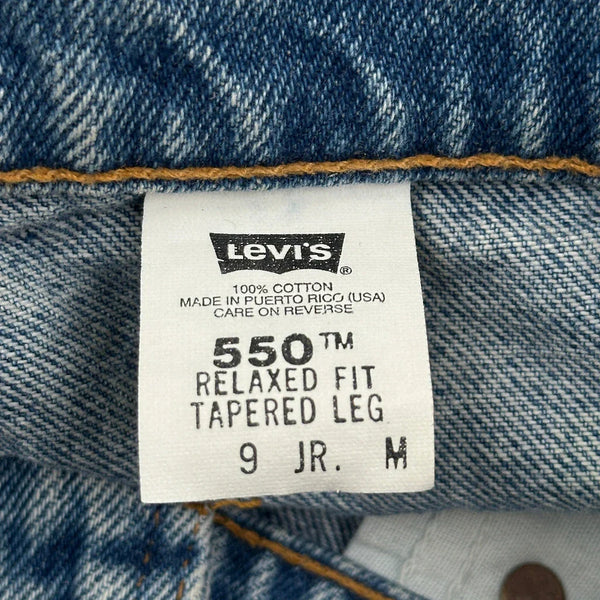 Levi's ®
100% COTTON
MADE IN PUERTO RICO (USA)
CARE ON REVERSE
550™
RELAXED FIT
TAPERED LEG
9 JR. M